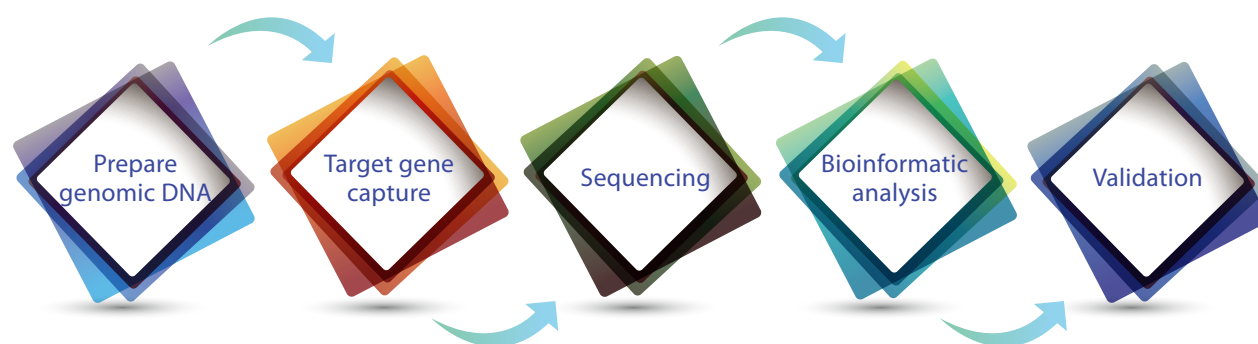 Prepare
genomic DNA
Target gene
capture
Sequencing
Bioinformatic
analysis
Validation